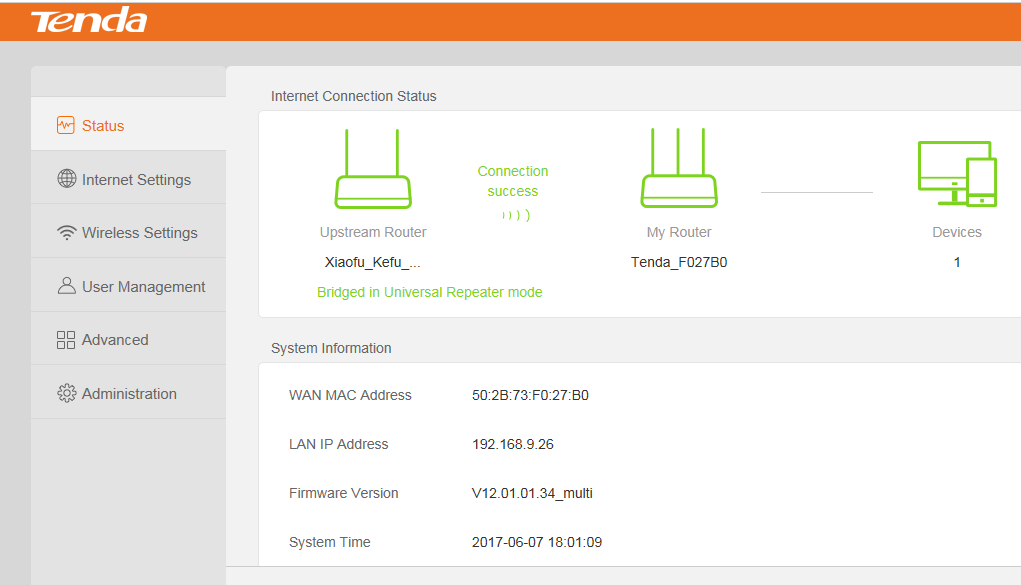 Tenda
Status
Internet Settings
Wireless Settings
User Management
Advanced
Administration
Internet Connection Status
Connection
success
Upstream Router
My Router
Devices
Xiaofu_Kefu_...
Tenda_F027B0
1
Bridged in Universal Repeater mode
System Information
WAN MAC Address 50:2B:73:F0:27:B0
LAN IP Address 192.168.9.26
Firmware Version V12.01.01.34_multi
System Time 2017-06-07 18:01:09